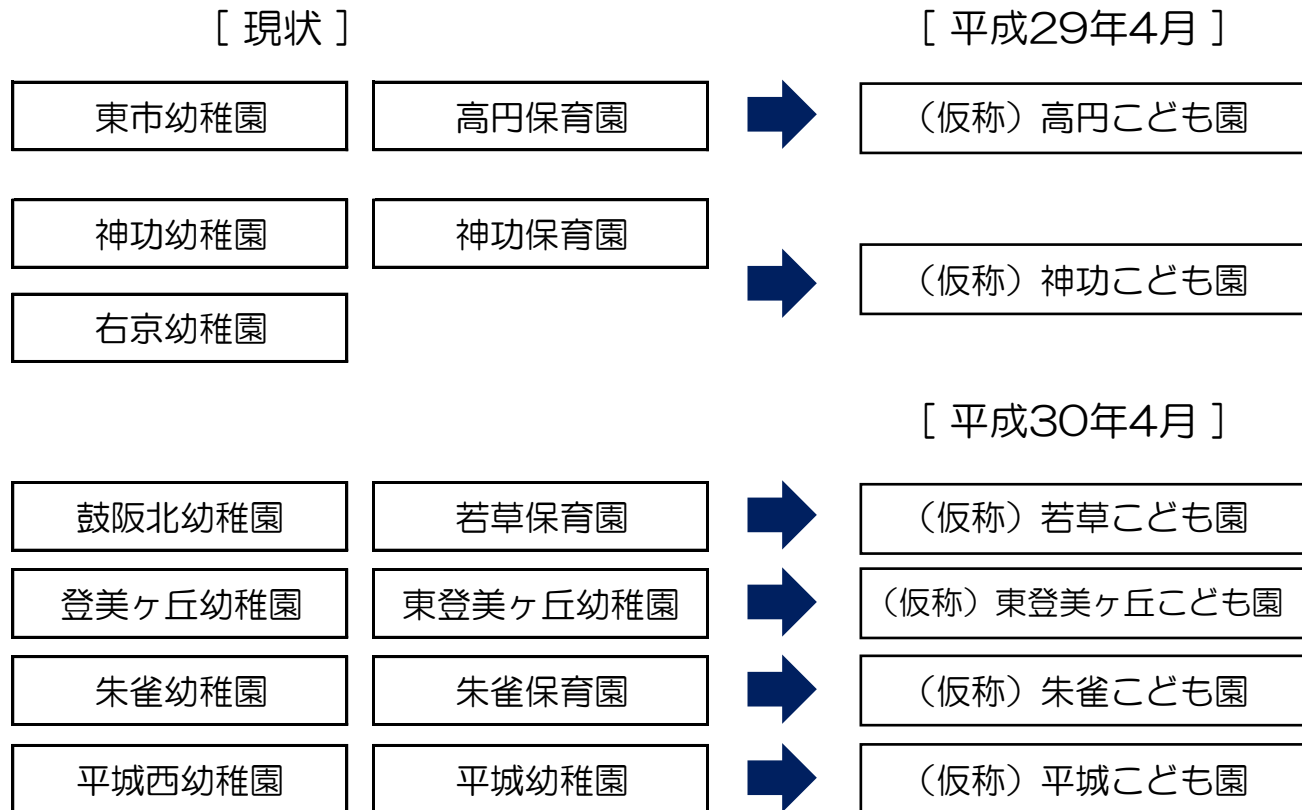 [ 現状 ] [ 平成29年4月 ]
東市幼稚園 高円保育園 （仮称）高円こども園
神功幼稚園 神功保育園
（仮称）神功こども園
右京幼稚園
[ 平成30年4月 ]
鼓阪北幼稚園 若草保育園 （仮称）若草こども園
登美ヶ丘幼稚園 東登美ヶ丘幼稚園 （仮称）東登美ヶ丘こども園
朱雀幼稚園 朱雀保育園 （仮称）朱雀こども園
平城西幼稚園 平城幼稚園 （仮称）平城こども園